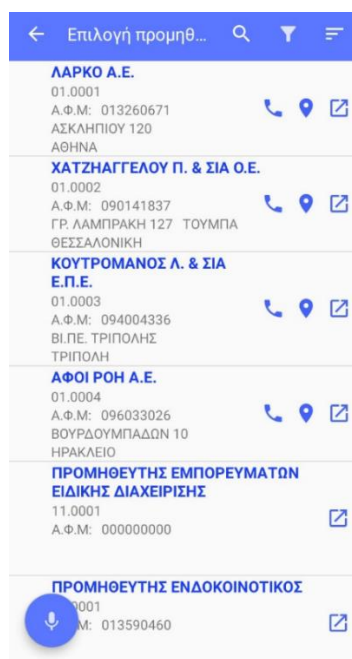 Επιλογή προμηθ...
ΛΑΡΚΟ Α.Ε.
01.0001
Α.Φ.Μ: 013260671
ΑΣΚΛΗΠΙΟΥ 120
ΑΘΗΝΑ
ΧΑΤΖΗΑΓΓΕΛΟΥ Π. & ΣΙΑ Ο.Ε.
01.0002
Α.Φ.Μ: 090141837
ΓΡ. ΛΑΜΠΡΑΚΗ 127 ΤΟΥΜΠΑ
ΘΕΣΣΑΛΟΝΙΚΗ
ΚΟΥΤΡΟΜΑΝΟΣ Λ. & ΣΙΑ
Ε.Π.Ε.
01.0003
Α.Φ.Μ: 094004336
ΒΙ.ΠΕ. ΤΡΙΠΟΛΗΣ
ΤΡΙΠΟΛΗ
ΑΦΟΙ ΡΟΗ Α.Ε.
01.0004
Α.Φ.Μ: 096033026
ΒΟΥΡΔΟΥΜΠΑΔΩΝ 10
ΗΡΑΚΛΕΙΟ
ΠΡΟΜΗΘΕΥΤΗΣ ΕΜΠΟΡΕΥΜΑΤΩΝ
ΕΙΔΙΚΗΣ ΔΙΑΧΕΙΡΙΣΗΣ
11.0001
Α.Φ.Μ: 000000000
ΠΡΟΜΗΘΕΥΤΗΣ ΕΝΔΟΚΟΙΝΟΤΙΚΟΣ
0001
Μ: 013590460